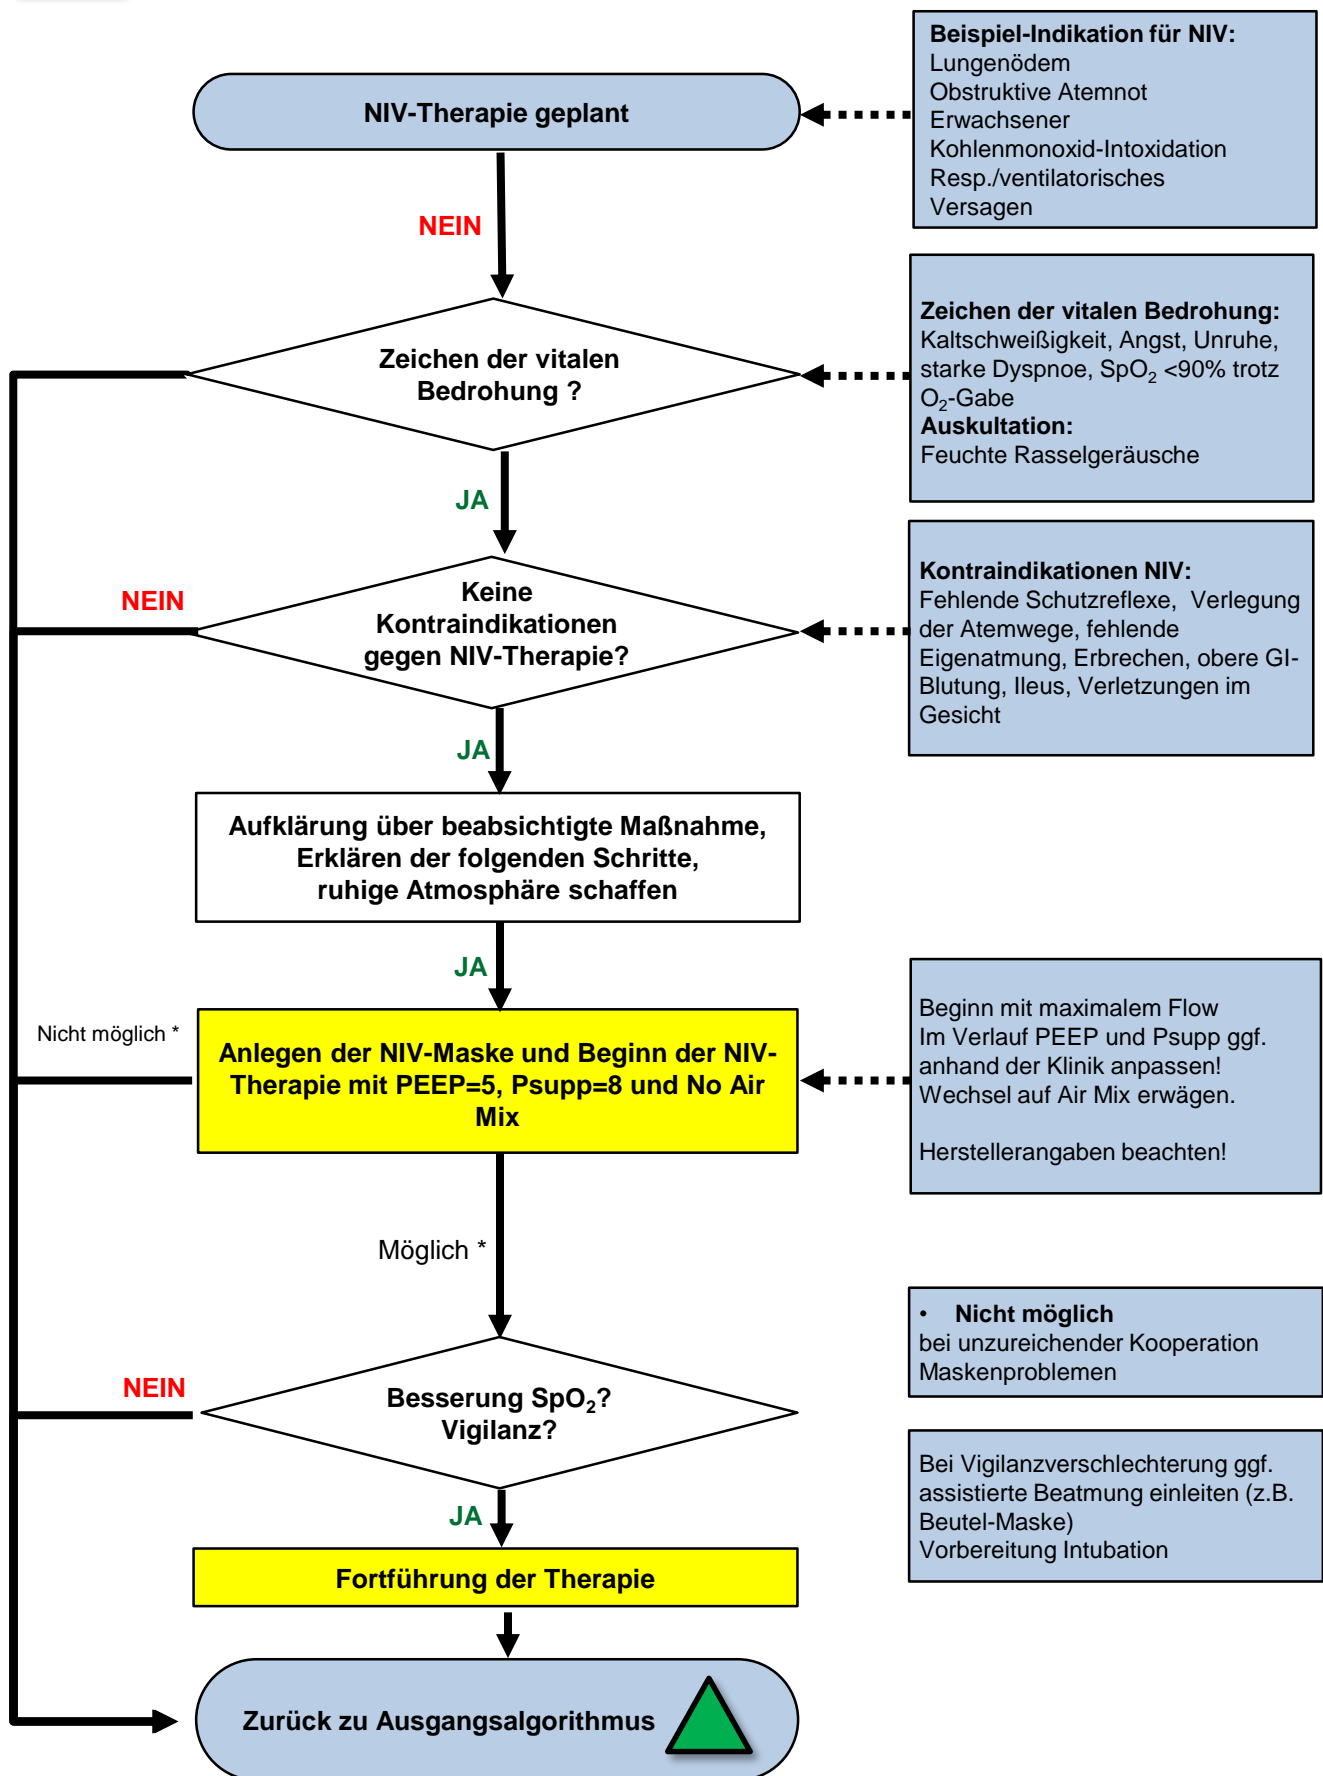 Beispiel-Indikation für NIV:
Lungenödem
Obstruktive Atemnot
Erwachsener
Kohlenmonoxid-Intoxidation
Resp./ventilatorisches
Versagen
NIV-Therapie geplant
NEIN
Zeichen der vitalen Bedrohung:
Kaltschweißigkeit, Angst, Unruhe,
starke Dyspnoe, SpO₂ <90% trotz
O₂-Gabe
Auskultation:
Feuchte Rasselgeräusche
Zeichen der vitalen
Bedrohung ?
JA
Kontraindikationen NIV:
Fehlende Schutzreflexe, Verlegung
der Atemwege, fehlende
Eigenatmung, Erbrechen, obere GI-
Blutung, Ileus, Verletzungen im
Gesicht
NEIN
Keine
Kontraindikationen
gegen NIV-Therapie?
JA
Aufklärung über beabsichtigte Maßnahme,
Erklären der folgenden Schritte,
ruhige Atmosphäre schaffen
JA
Nicht möglich *
Anlegen der NIV-Maske und Beginn der NIV-
Therapie mit PEEP=5, Psupp=8 und No Air
Mix
Beginn mit maximalem Flow
Im Verlauf PEEP und Psupp ggf.
anhand der Klinik anpassen!
Wechsel auf Air Mix erwägen.
Herstellerangaben beachten!
Möglich *
• Nicht möglich
bei unzureichender Kooperation
Maskenproblemen
NEIN
Besserung SpO₂?
Vigilanz?
Bei Vigilanzverschlechterung ggf.
assistierte Beatmung einleiten (z.B.
Beutel-Maske)
Vorbereitung Intubation
JA
Fortführung der Therapie
Zurück zu Ausgangsalgorithmus